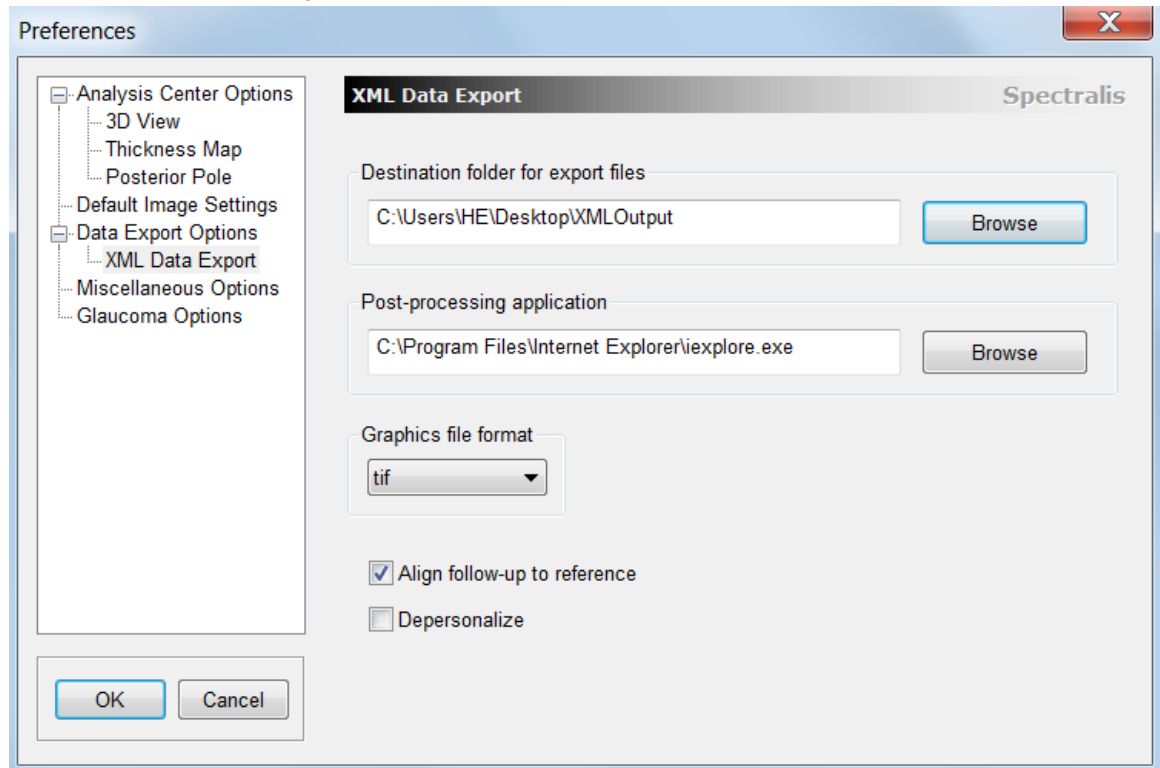 Preferences
X
Analysis Center Options
3D View
Thickness Map
Posterior Pole
Default Image Settings
Data Export Options
XML Data Export
Miscellaneous Options
Glaucoma Options
OK
Cancel
XML Data Export
Spectralis
Destination folder for export files
C:\Users\HE\Desktop\XMLOutput
Browse
Post-processing application
C:\Program Files\Internet Explorer\iexplore.exe
Browse
Graphics file format
tif
Align follow-up to reference
Depersonalize